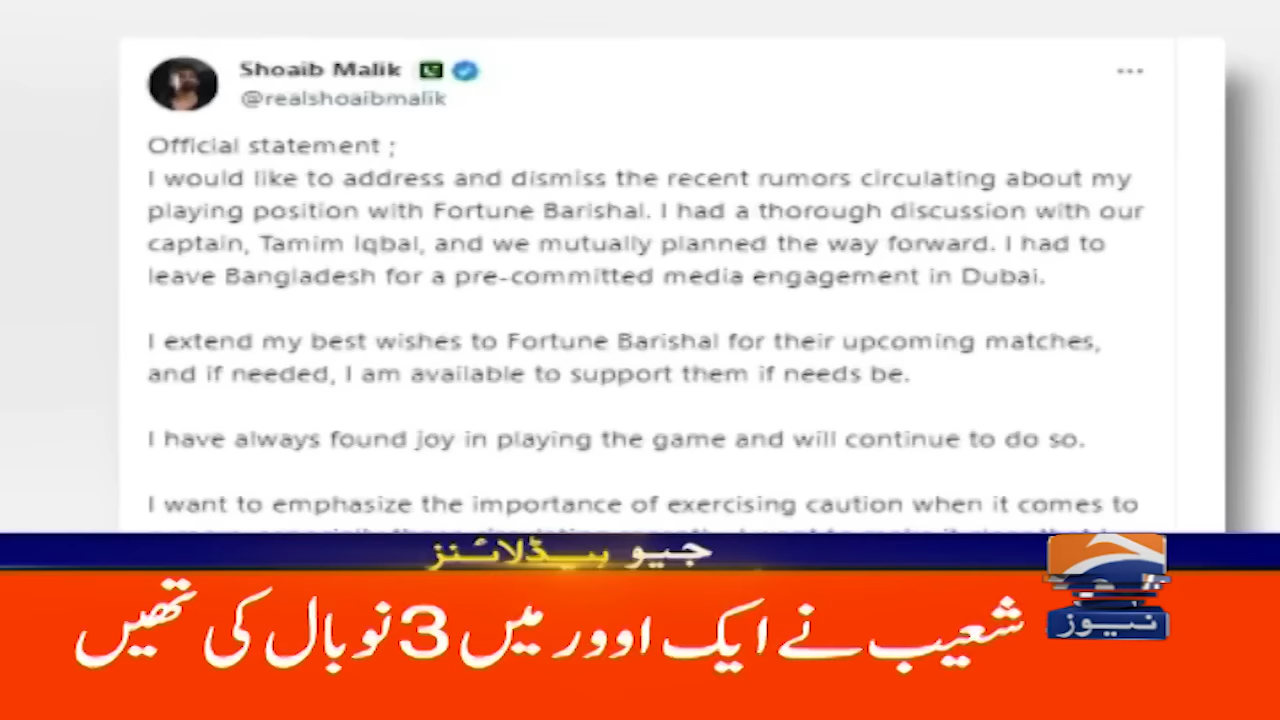 Shoaib Malik
@realshoaibmalik
Official statement ;
I would like to address and dismiss the recent rumors circulating about my
playing position with Fortune Barishal. I had a thorough discussion with our
captain, Tamim Iqbal, and we mutually planned the way forward. I had to
leave Bangladesh for a pre-committed media engagement in Dubai.
I extend my best wishes to Fortune Barishal for their upcoming matches,
and if needed, I am available to support them if needs be.
I have always found joy in playing the game and will continue to do so.
I want to emphasize the importance of exercising caution when it comes to
جیو ہیڈلائنز
شعیب نے ایک اوور میں 3 نو بال کی تھیں
نیوز